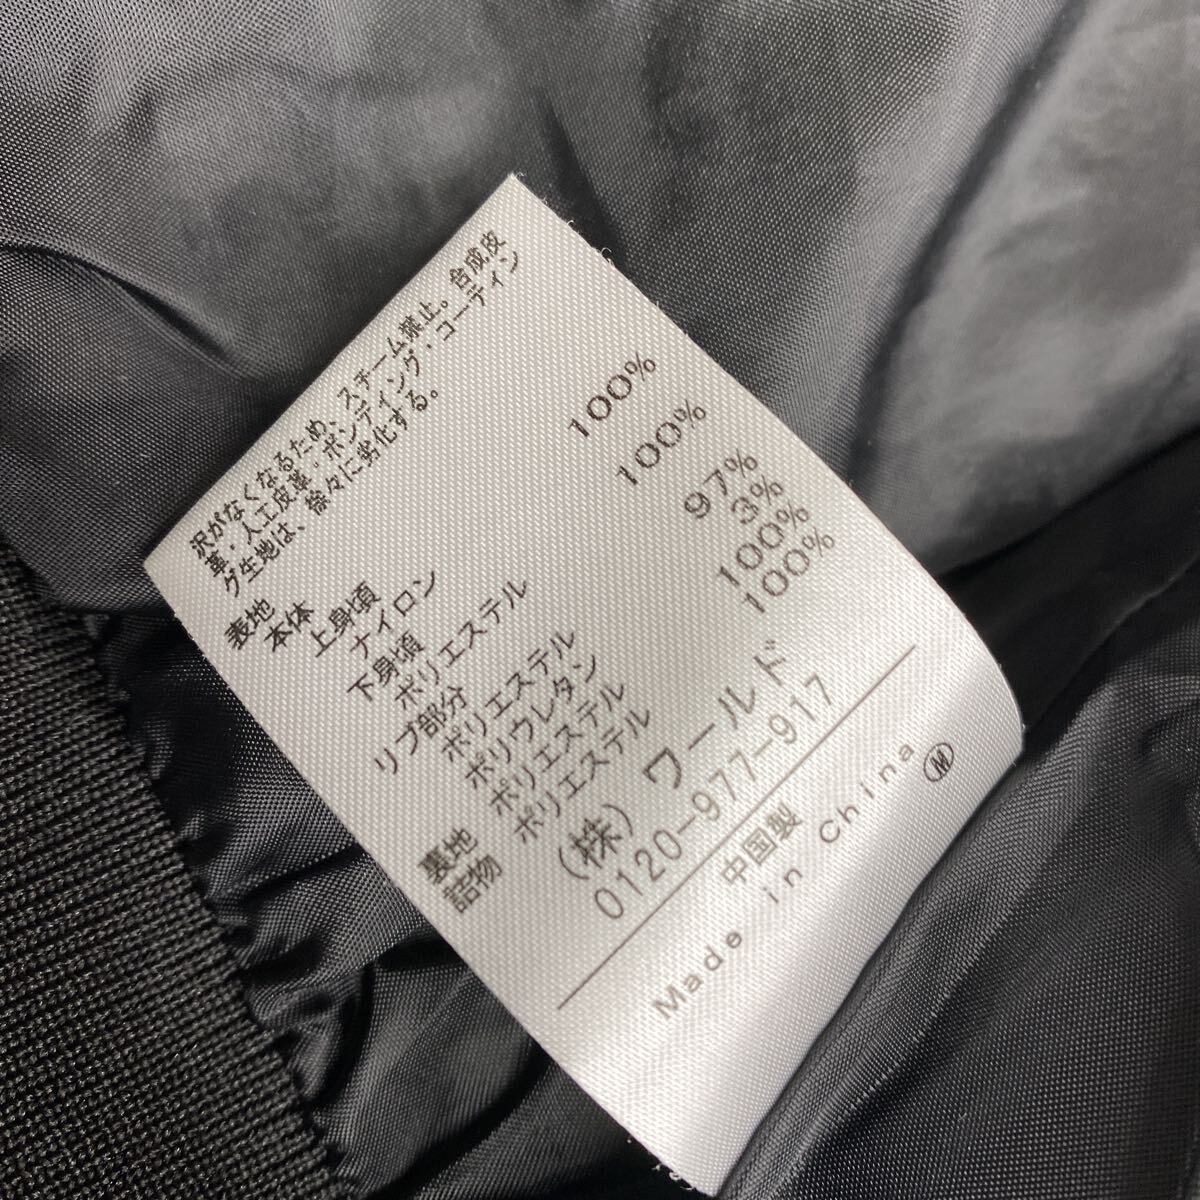 沢がなくなるため、スチーム禁止。合成皮
革・人工皮革・ボンディング・コーティン
グ生地は、徐々に劣化する。
表地
本体
上身頃
ナイロン 100%
下身頃
ポリエステル 100%
リブ部分
ポリエステル 97%
ポリウレタン 3%
裏地 ポリエステル 100%
詰物 ポリエステル 100%
(株)ワールド
0120-977-917
中国製
Made in China